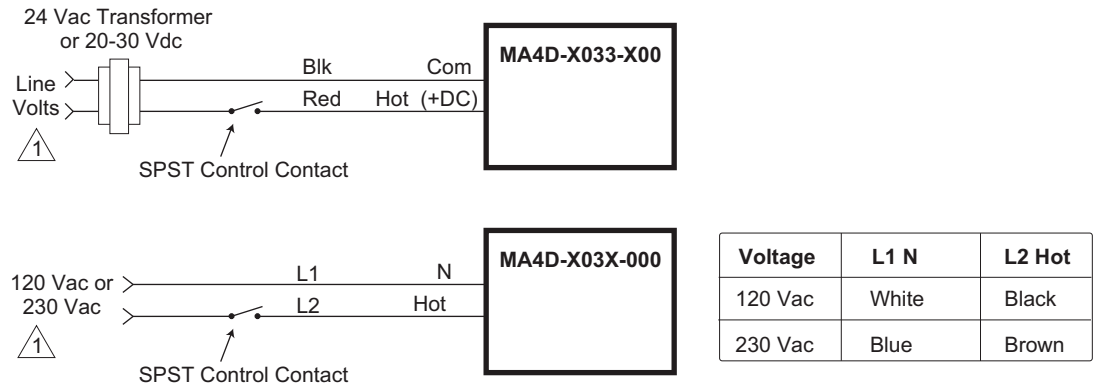 24 Vac Transformer
or 20-30 Vdc
Line
Volts
1
Blk
Com
Red
Hot (+DC)
MA4D-X033-X00
SPST Control Contact
120 Vac or
230 Vac
1
L1
N
L2
Hot
MA4D-X03X-000
SPST Control Contact
Voltage L1 N L2 Hot
120 Vac White Black
230 Vac Blue Brown